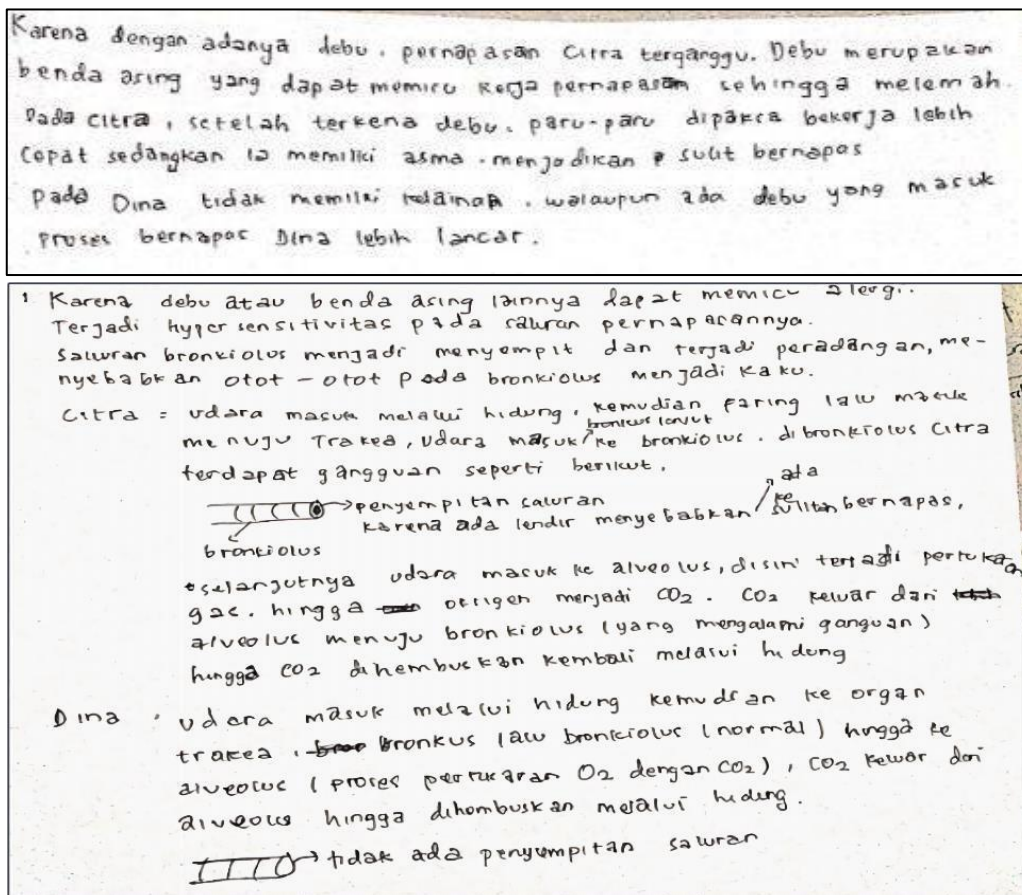 Karena dengan adanya debu, pernapasan Citra terganggu. Debu merupakan
benda asing yang dapat memicu kerja pernapasan sehingga melemah.
Pada citra, setelah terkena debu, paru-paru dipaksa bekerja lebih
cepat sedangkan ia memiliki asma. menjadikan sulit bernapas
Pada Dina tidak memiliki kelainan, walaupun ada debu yang masuk
proses bernapas Dina lebih lancar.
1 Karena debu atau benda asing lainnya dapat memicu alergi..
Terjadi hypersensitivitas pada saluran pernapasannya.
Saluran bronkiolus menjadi menyempit dan terjadi peradangan, me-
nyebabkan otot-otot pada bronkiolus menjadi kaku.
Citra = udara masuk melalui hidung, kemudian faring lalu masuk
bronkus lanjut
menuju Trakea, udara masuk ke bronkiolus. dibronkiolus Citra
terdapat gangguan seperti berikut.
ada
→ penyempitan saluran
karena ada lendir menyebabkan kesulitan bernapas,
bronkiolus
selanjutnya udara masuk ke alveolus, disini terjadi pertukaran
gas. hingga oksigen menjadi CO2. CO2 keluar dari
alveolus menuju bronkiolus (yang mengalami ganguan)
hingga CO2 dihembuskan kembali melalui hidung
Dina : udara masuk melalui hidung kemudian ke organ
trakea, bronkus lalu bronkiolus (normal) hingga ke
alveolus (proses pertukaran O2 dengan CO2), CO2 keluar dari
alveolus hingga dihembuskan melalui hidung.
→ tidak ada penyempitan saluran